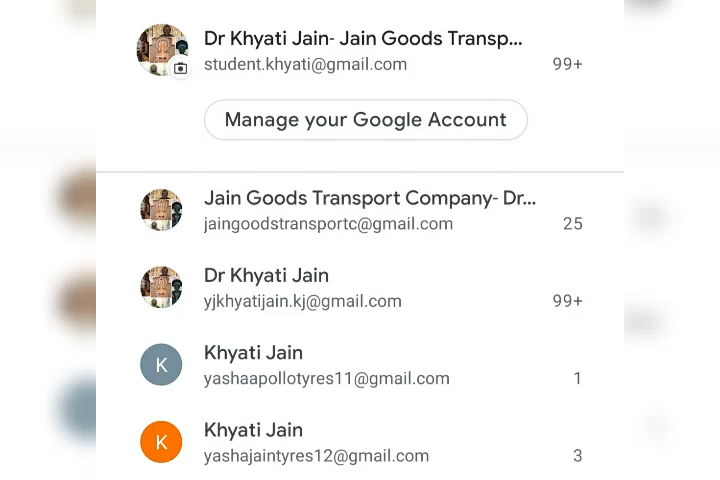 Dr Khyati Jain- Jain Goods Transp...
student.khyati@gmail.com 99+
Manage your Google Account
Jain Goods Transport Company- Dr...
jaingoodstransportc@gmail.com 25
Dr Khyati Jain
yjkhyatijain.kj@gmail.com 99+
K Khyati Jain
yashaapollotyres11@gmail.com 1
K Khyati Jain
yashajaintyres12@gmail.com 3